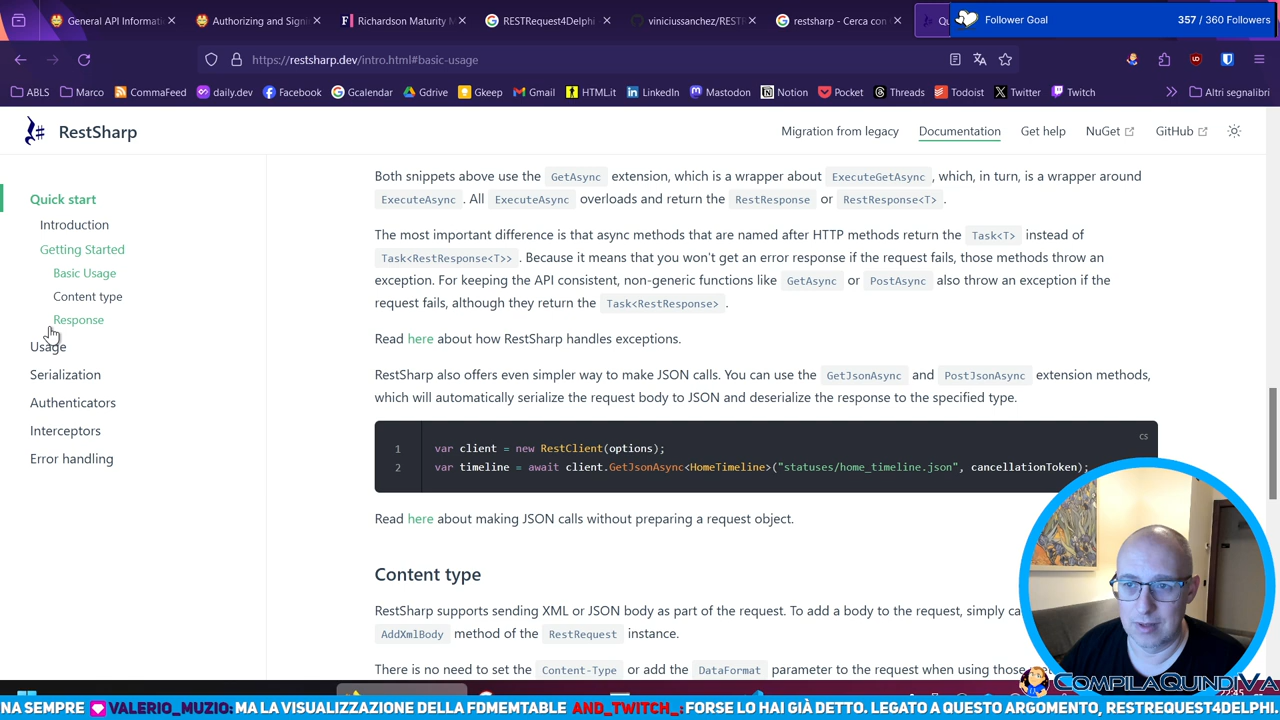 General API Informati
Authorizing and Signi
Richardson Maturity M
RESTRequest4Delphi
viniciussanchez/REST
restsharp - Cerca con
Follower Goal
357 / 360 Followers
https://restsharp.dev/intro.html#basic-usage
ABLS
Marco
CommaFeed
daily.dev
Facebook
Gcalendar
Gdrive
Gkeep
Gmail
HTML.it
LinkedIn
Mastodon
Notion
Pocket
Threads
Todoist
Twitter
Twitch
Altri segnalibri
RestSharp
Migration from legacy
Documentation
Get help
NuGet
GitHub
Quick start
Introduction
Getting Started
Basic Usage
Content type
Response
Usage
Serialization
Authenticators
Interceptors
Error handling
Both snippets above use the GetAsync extension, which is a wrapper about ExecuteGetAsync, which, in turn, is a wrapper around
ExecuteAsync. All ExecuteAsync overloads and return the RestResponse or RestResponse<T>.
The most important difference is that async methods that are named after HTTP methods return the Task<T> instead of
Task<RestResponse<T>>. Because it means that you won't get an error response if the request fails, those methods throw an
exception. For keeping the API consistent, non-generic functions like GetAsync or PostAsync also throw an exception if the
request fails, although they return the Task<RestResponse>.
Read here about how RestSharp handles exceptions.
RestSharp also offers even simpler way to make JSON calls. You can use the GetJsonAsync and PostJsonAsync extension methods,
which will automatically serialize the request body to JSON and deserialize the response to the specified type.
cs
1 var client = new RestClient(options);
2 var timeline = await client.GetJsonAsync<HomeTimeline>("statuses/home_timeline.json", cancellationToken);
Read here about making JSON calls without preparing a request object.
Content type
RestSharp supports sending XML or JSON body as part of the request. To add a body to the request, simply ca
AddXmlBody method of the RestRequest instance.
There is no need to set the Content-Type or add the DataFormat parameter to the request when using those
CompilaQuindiVa
NA SEMPRE VALERIO_MUZIO: MA LA VISUALIZZAZIONE DELLA FDMEMTABLE AND_TWITCH_: FORSE LO HAI GIÀ DETTO. LEGATO A QUESTO ARGOMENTO, RESTREQUEST4DELPHI.